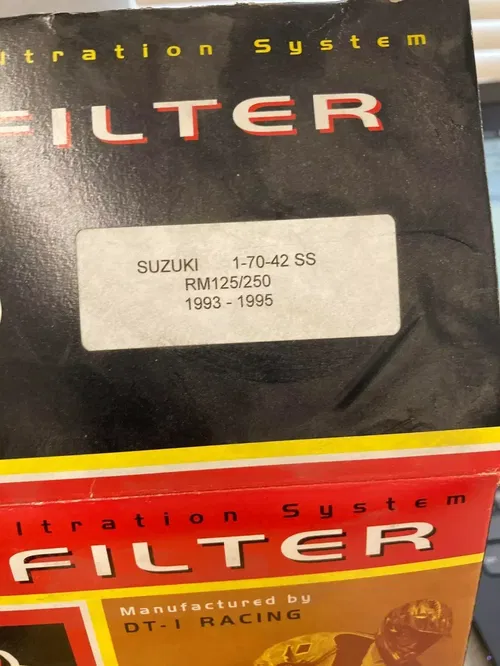 ltration System
FILTER
SUZUKI 1-70-42 SS
RM125/250
1993 - 1995
ltration System
FILTER
Manufactured by
DT-1 RACING